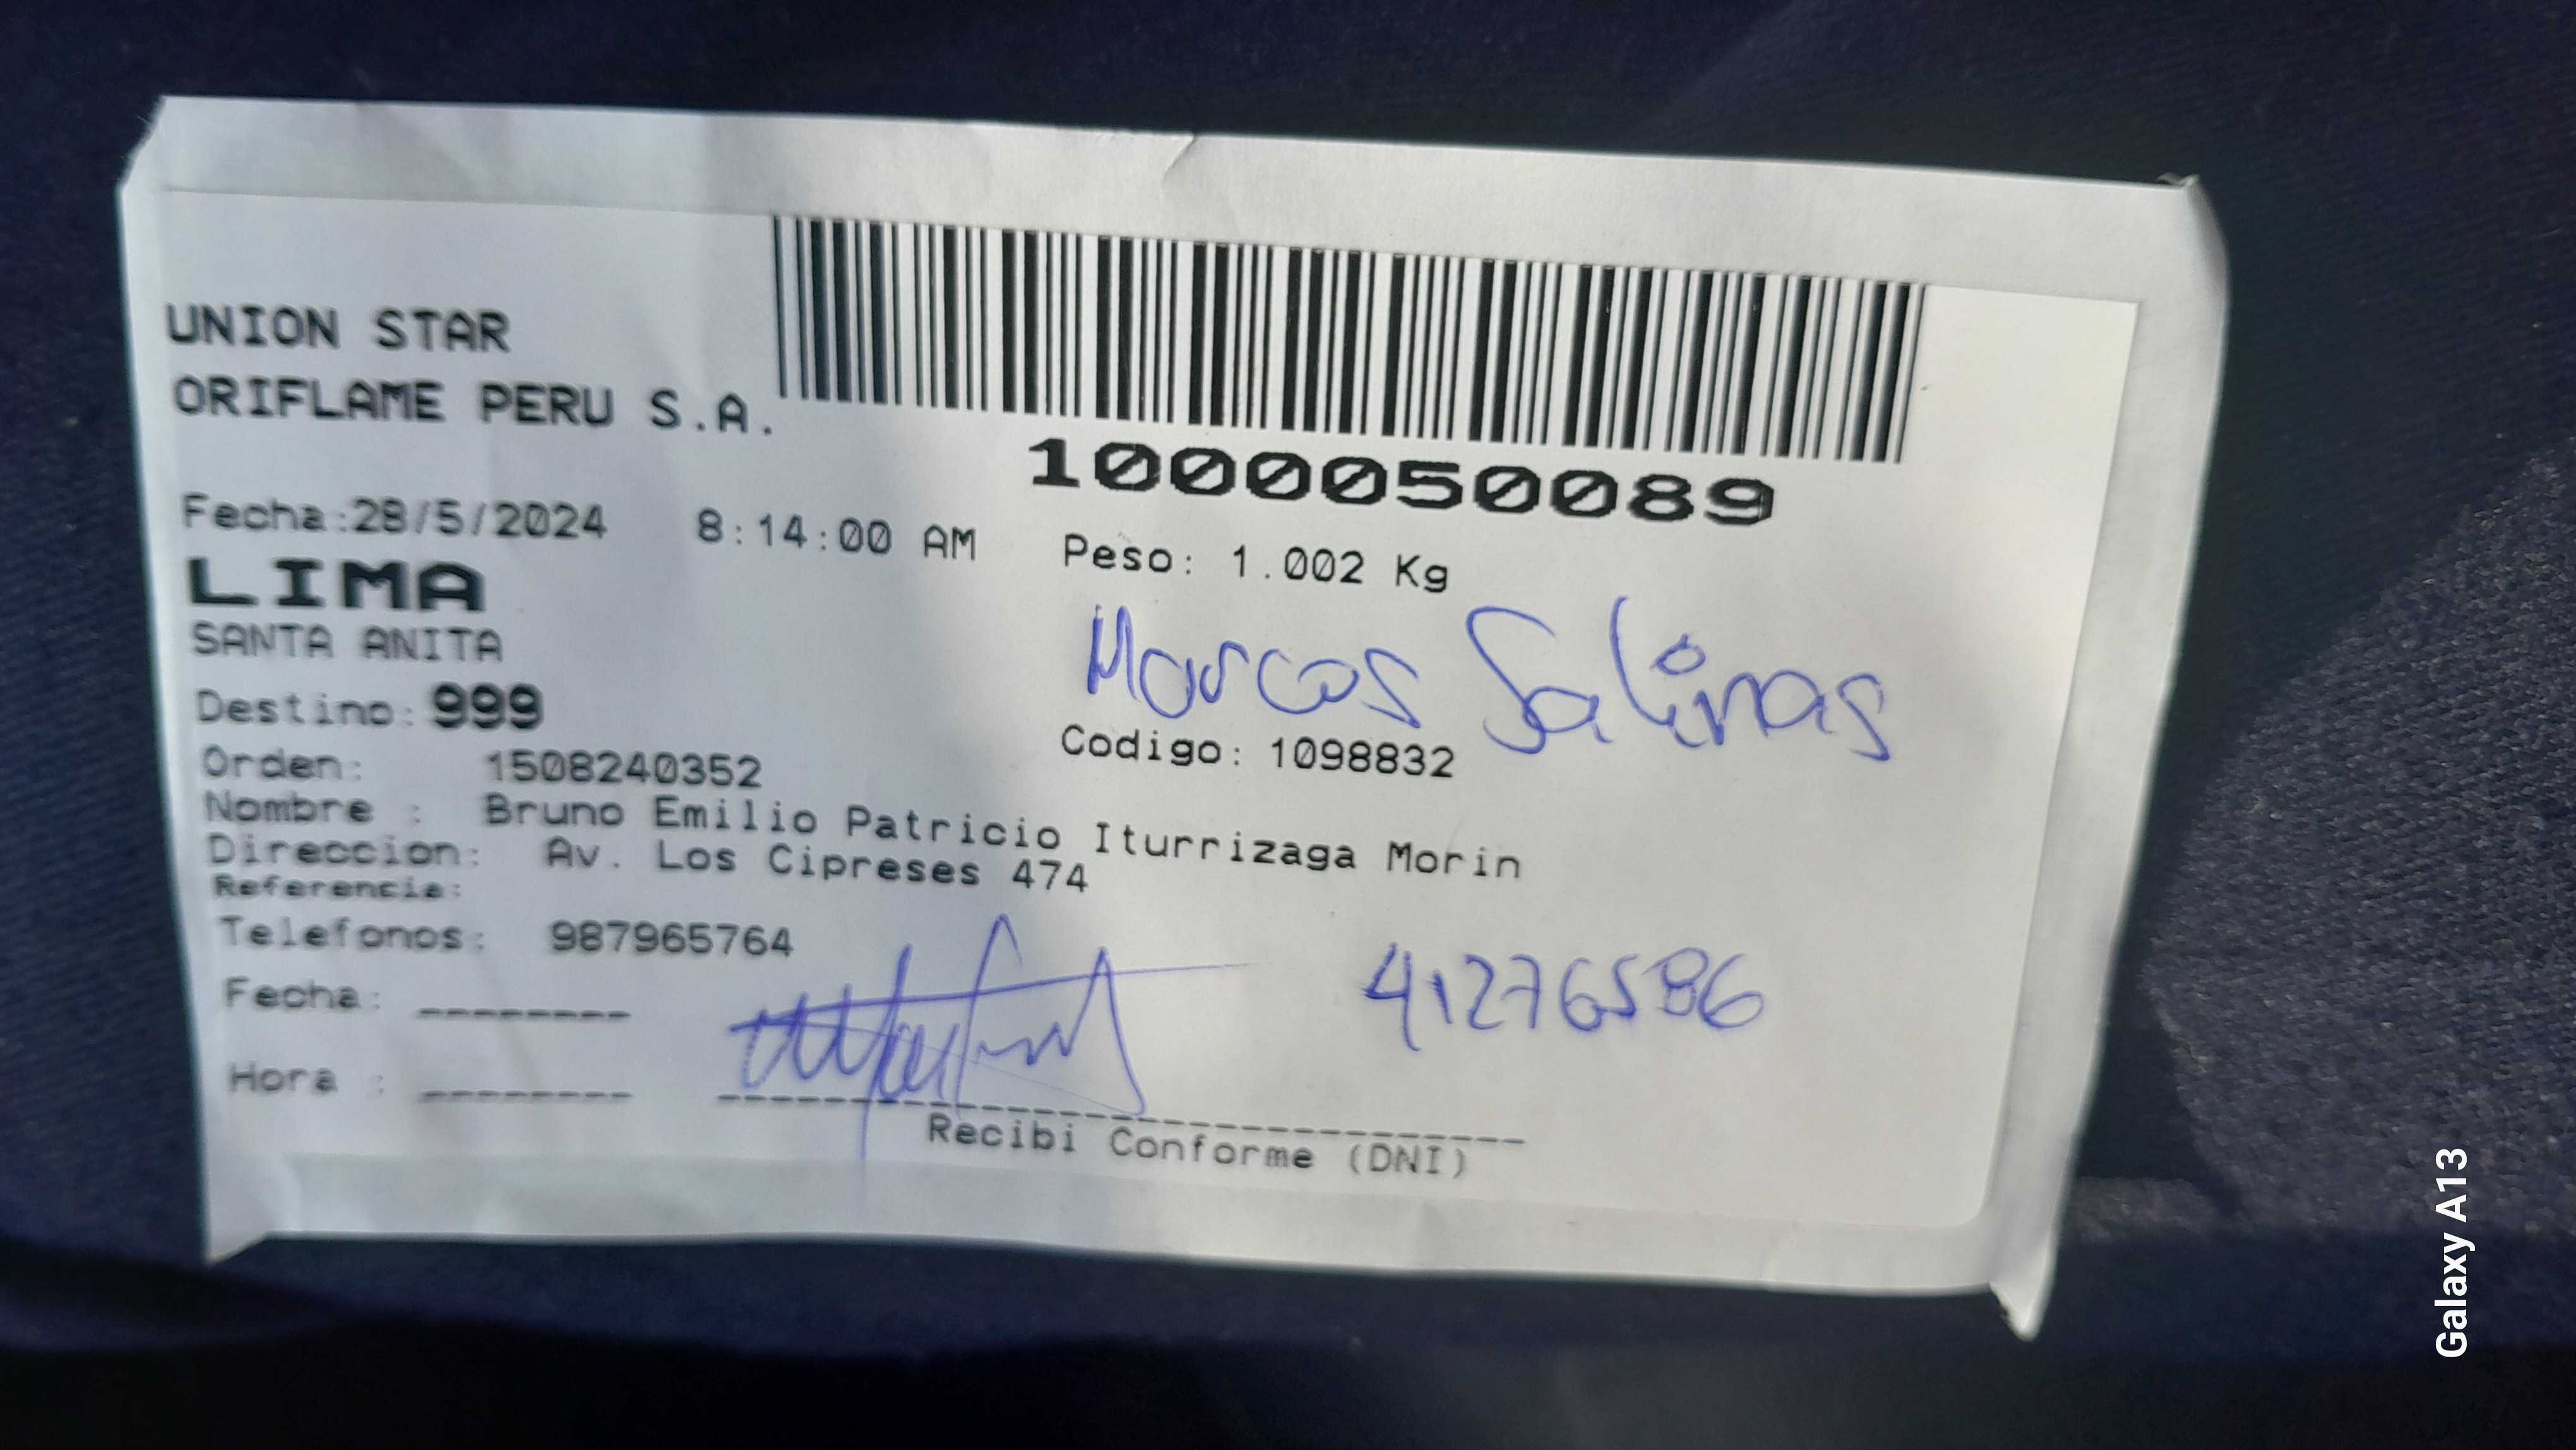 UNION STAR
ORIFLAME PERU S.A.
1000050089
Fecha:28/5/2024 8:14:00 AM Peso: 1.002 Kg
LIMA
SANTA ANITA
Marcos Salinas
Destino: 999
Codigo: 1098832
Orden: 1508240352
Nombre : Bruno Emilio Patricio Iturrizaga Morin
Direccion: Av. Los Cipreses 474
Referencia:
Telefonos: 987965764
41276586
Fecha: --------
Hora : --------
Recibi Conforme (DNI)
Galaxy A13